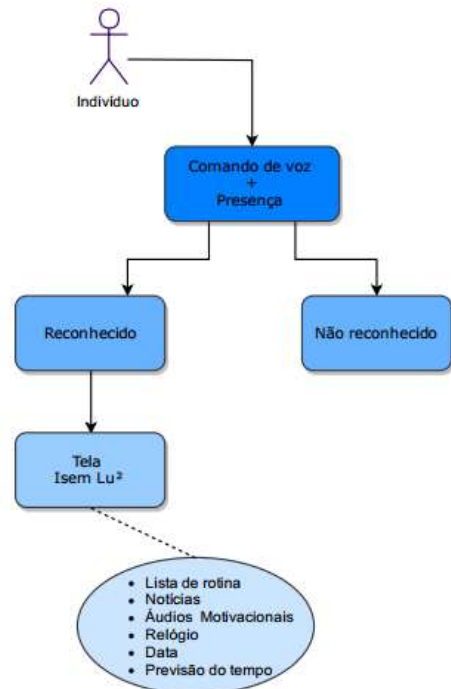 Indivíduo
Comando de voz
+
Presença
Reconhecido
Não reconhecido
Tela
Isem Lu²
• Lista de rotina
• Notícias
• Áudios Motivacionais
• Relógio
• Data
• Previsão do tempo